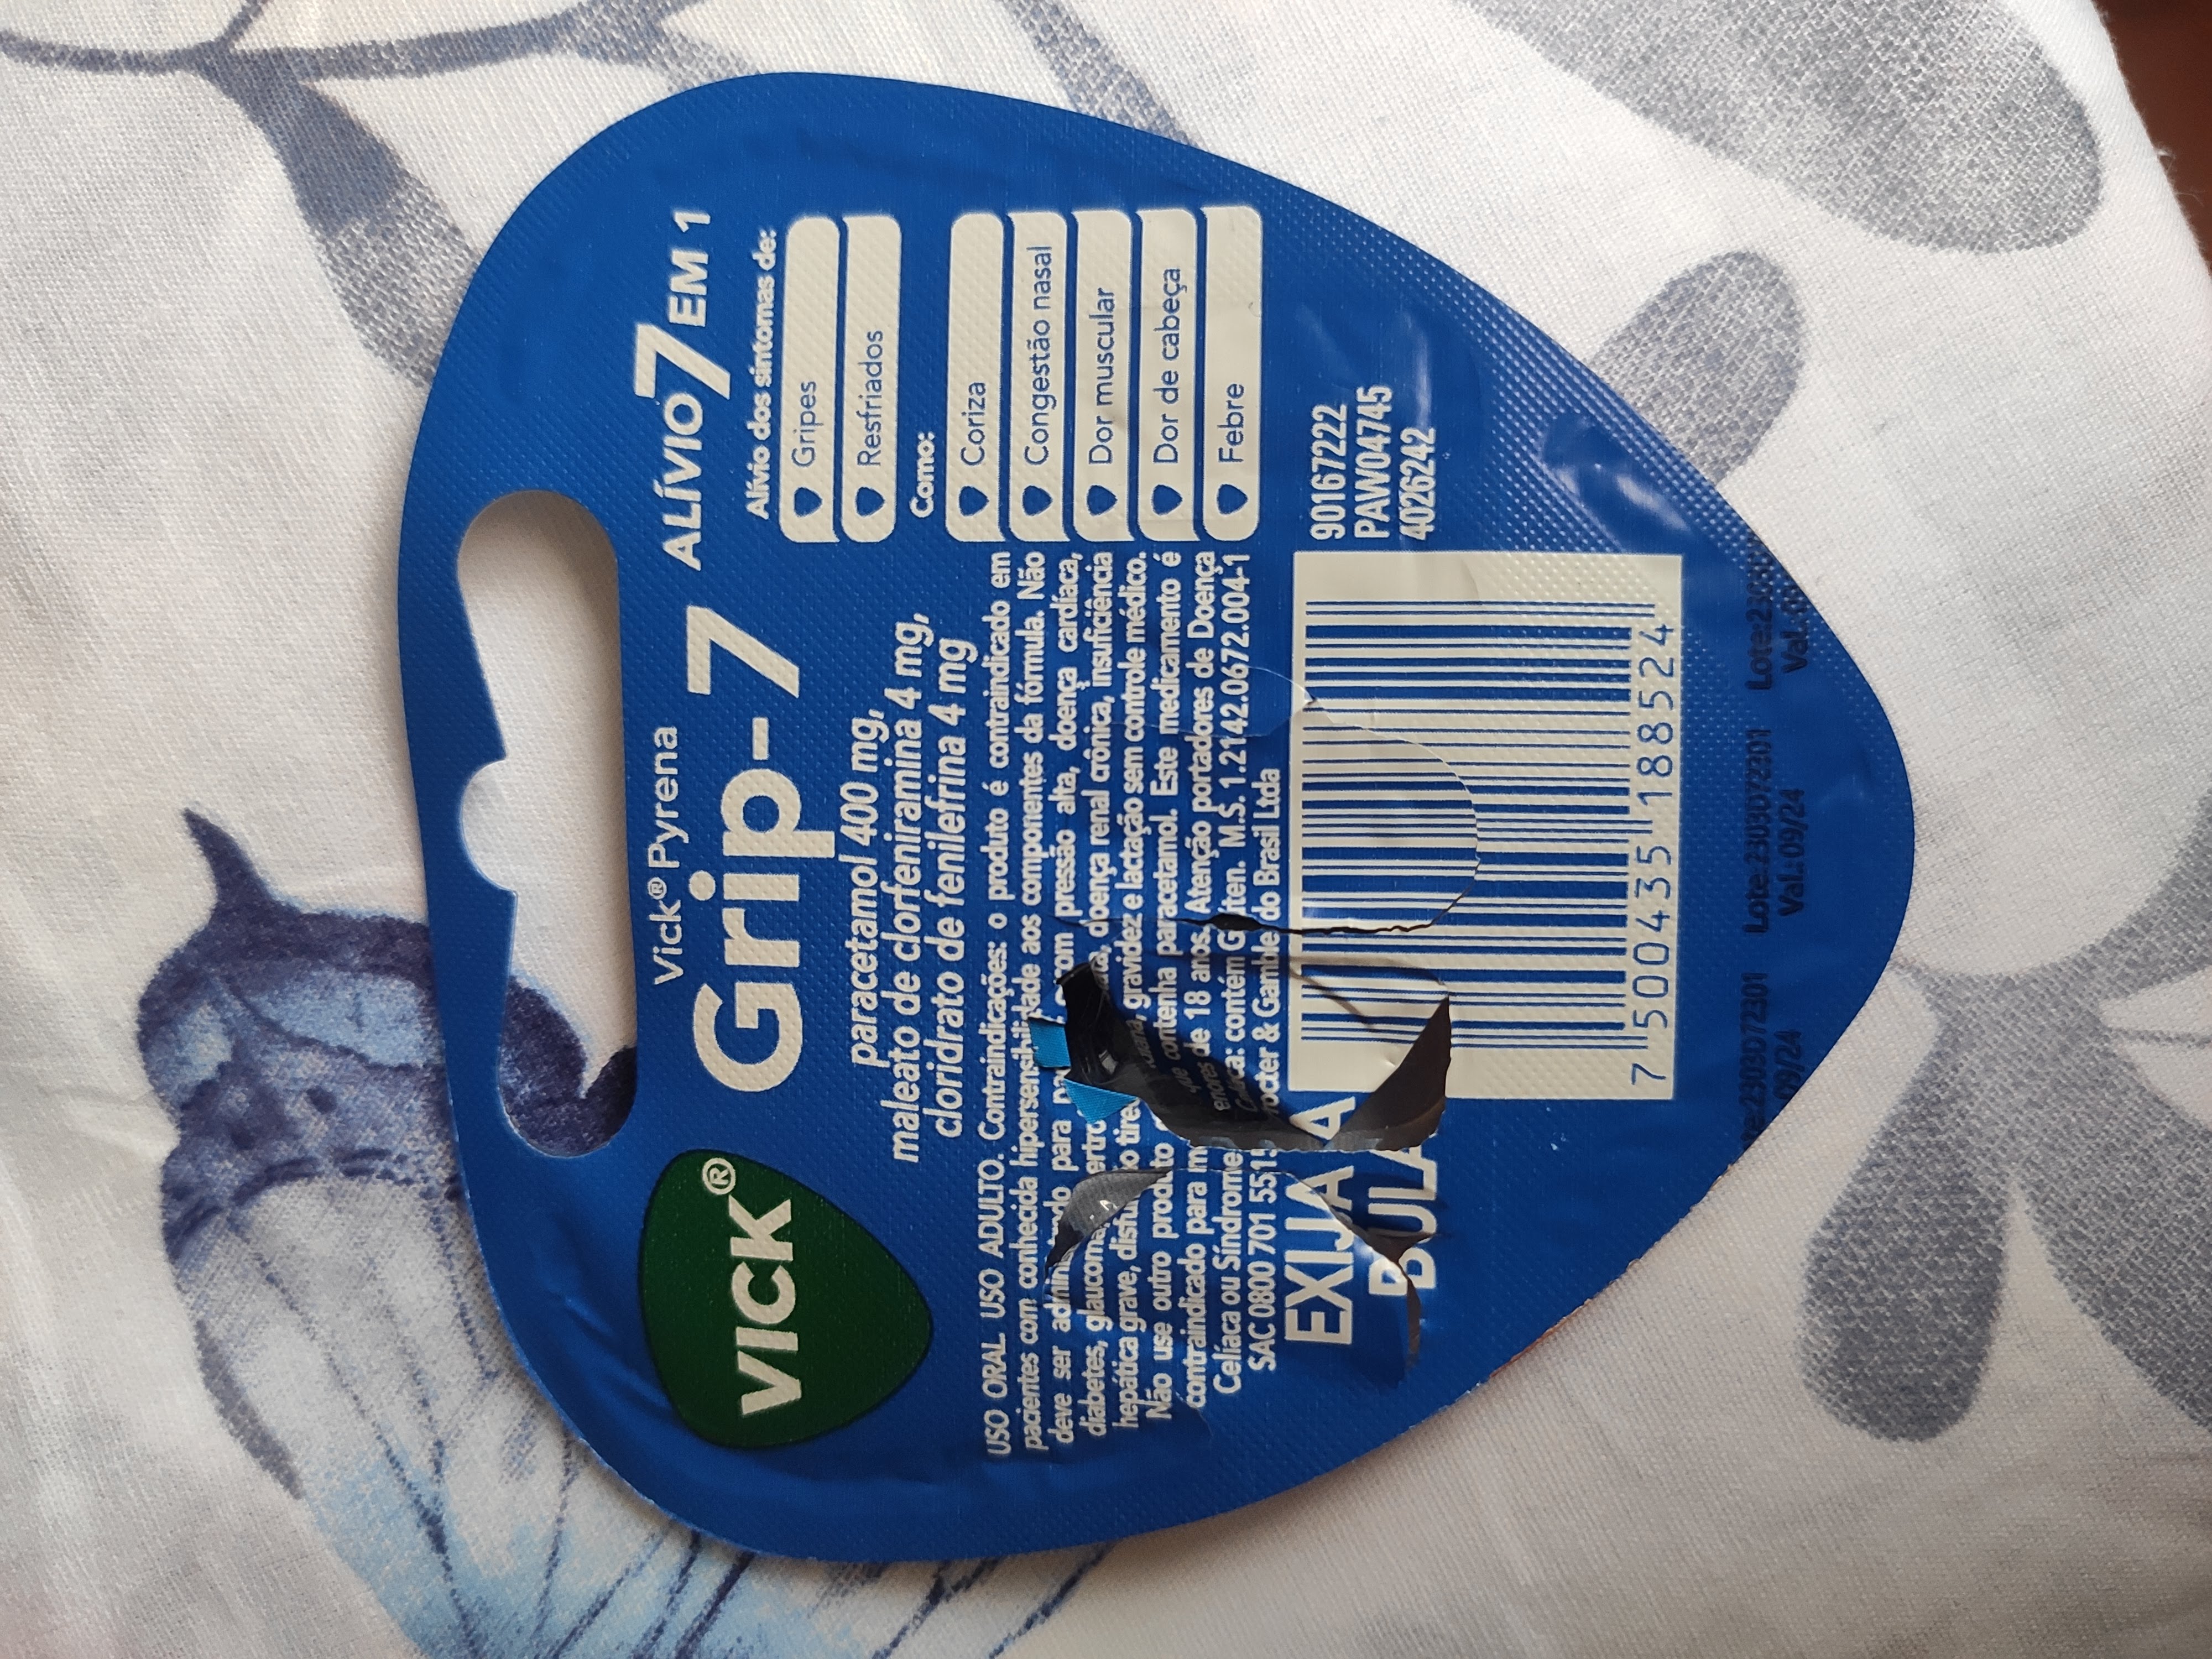 VICK®
Vick® Pyrena
Grip-7
paracetamol 400 mg,
maleato de clorfeniramina 4 mg,
cloridrato de fenilefrina 4 mg
USO ORAL. USO ADULTO. Contraindicações: o produto é contraindicado em
pacientes com conhecida hipersensibilidade aos componentes da fórmula. Não
deve ser para com pressão alta, doença cardíaca,
diabetes, doença renal crônica, insuficiência
hepática grave, gravidez e lactação sem controle médico.
Não use outro produto que contenha paracetamol. Este medicamento é
contraindicado para menores de 18 anos. Atenção portadores de Doença
Celíaca ou Síndrome Celíaca: contém Glúten. M.S. 1.2142.0672.004-1
SAC 0800 701 5515 Procter & Gamble do Brasil Ltda
EXIJA A
BULA
7 500435 188524
ALÍVIO 7 EM 1
Alívio dos sintomas de:
Gripes
Resfriados
Como:
Coriza
Congestão nasal
Dor muscular
Dor de cabeça
Febre
90167222
PAW04745
4026242
te:2303D72301 Lote:2303D72301 Lote:230
09/24 Val.:09/24 Val.:0